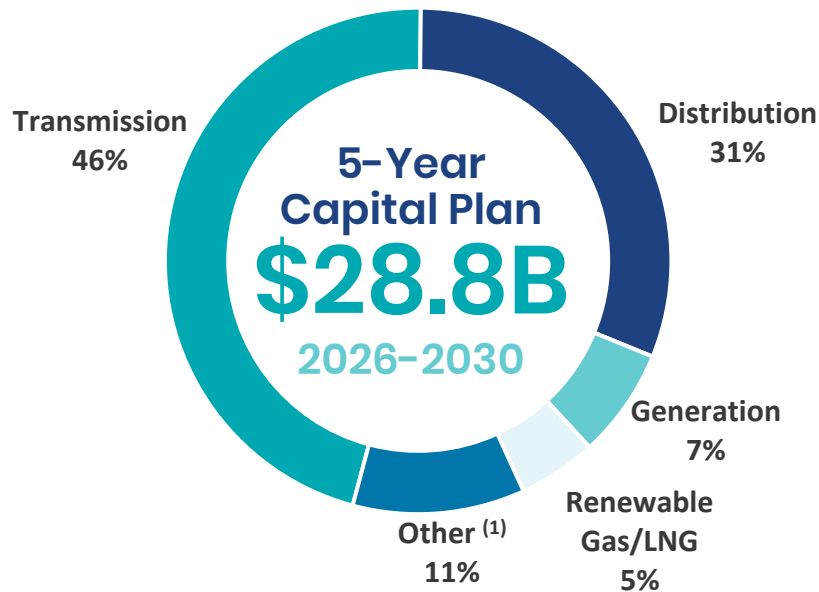 Transmission
46%
Distribution
31%
5-Year
Capital Plan
$28.8B
2026-2030
Generation
7%
Renewable
Gas/LNG
5%
Other (1)
11%